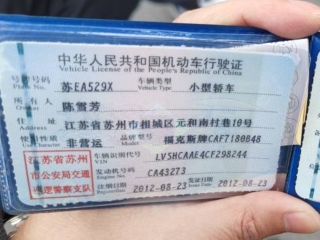 中华人民共和国机动车行驶证
Vehicle License of the People's Republic of China
号牌号码 苏EA529X 车辆类型 小型轿车
Plate No. Vehicle Type
所有人 陈雪芳
Owner
住址 江苏省苏州市相城区元和南村巷10号
Address
使用性质 非营运 品牌型号 福克斯牌CAF7180B48
Use Character Model
江苏省苏州 车辆识别代号 LVSHCAAE4CF298244
VIN
市公安局交通 发动机号码 CA43273
Engine No.
巡逻警察支队 注册日期 2012-08-23 发证日期 2012-08-23
Register Date Issue Date